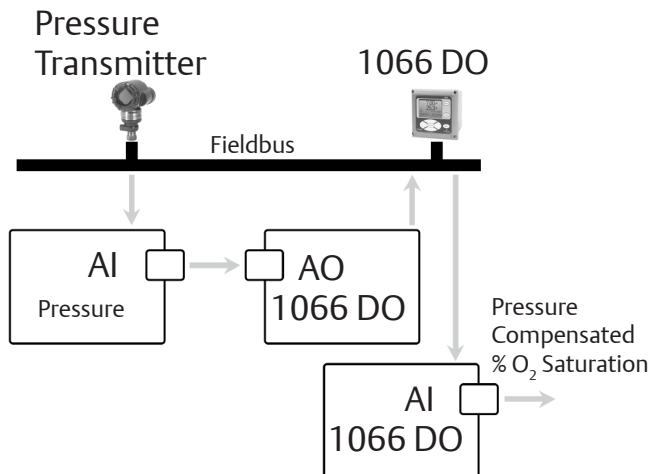 Pressure
Transmitter
1066 DO
Fieldbus
AI
Pressure
AO
1066 DO
Pressure
Compensated
% O₂ Saturation
AI
1066 DO